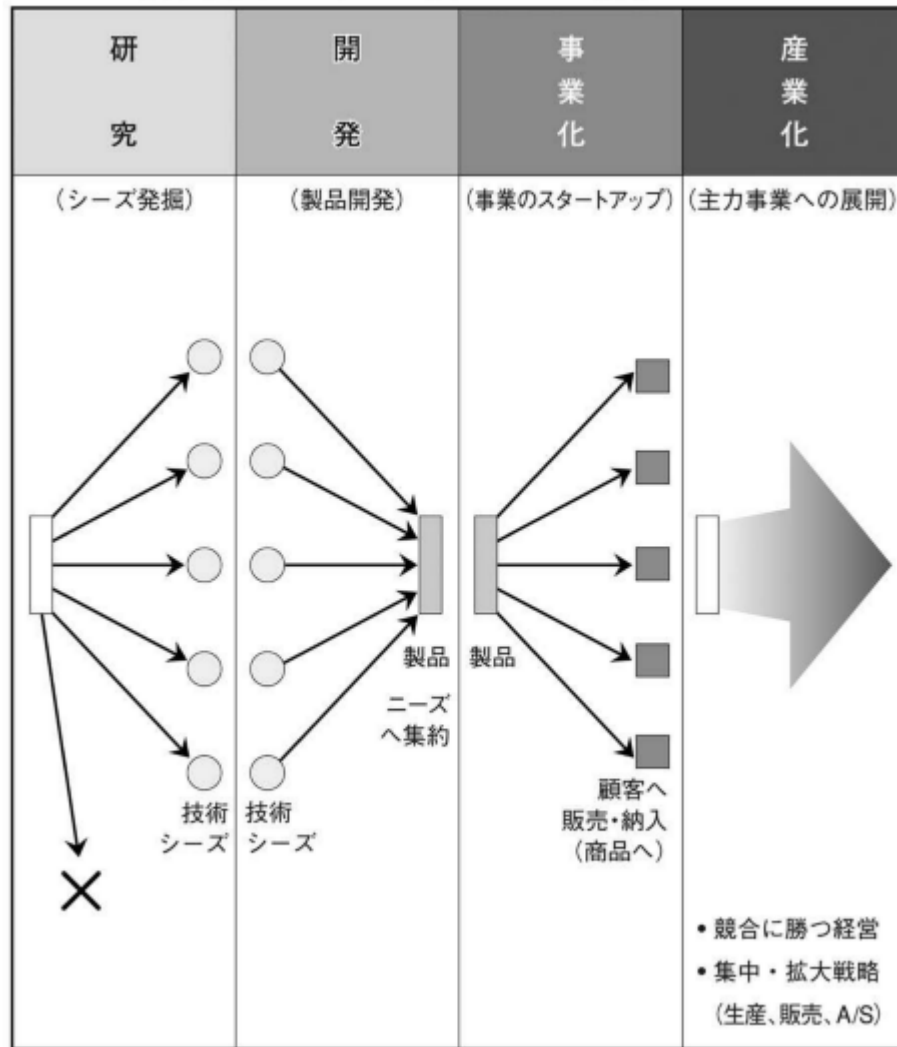 研究
開発
事業化
産業化
(シーズ発掘)
(製品開発)
(事業のスタートアップ)
(主力事業への展開)
技術
シーズ
技術
シーズ
製品
ニーズ
へ集約
製品
顧客へ
販売・納入
(商品へ)
• 競合に勝つ経営
• 集中・拡大戦略
(生産、販売、A/S)